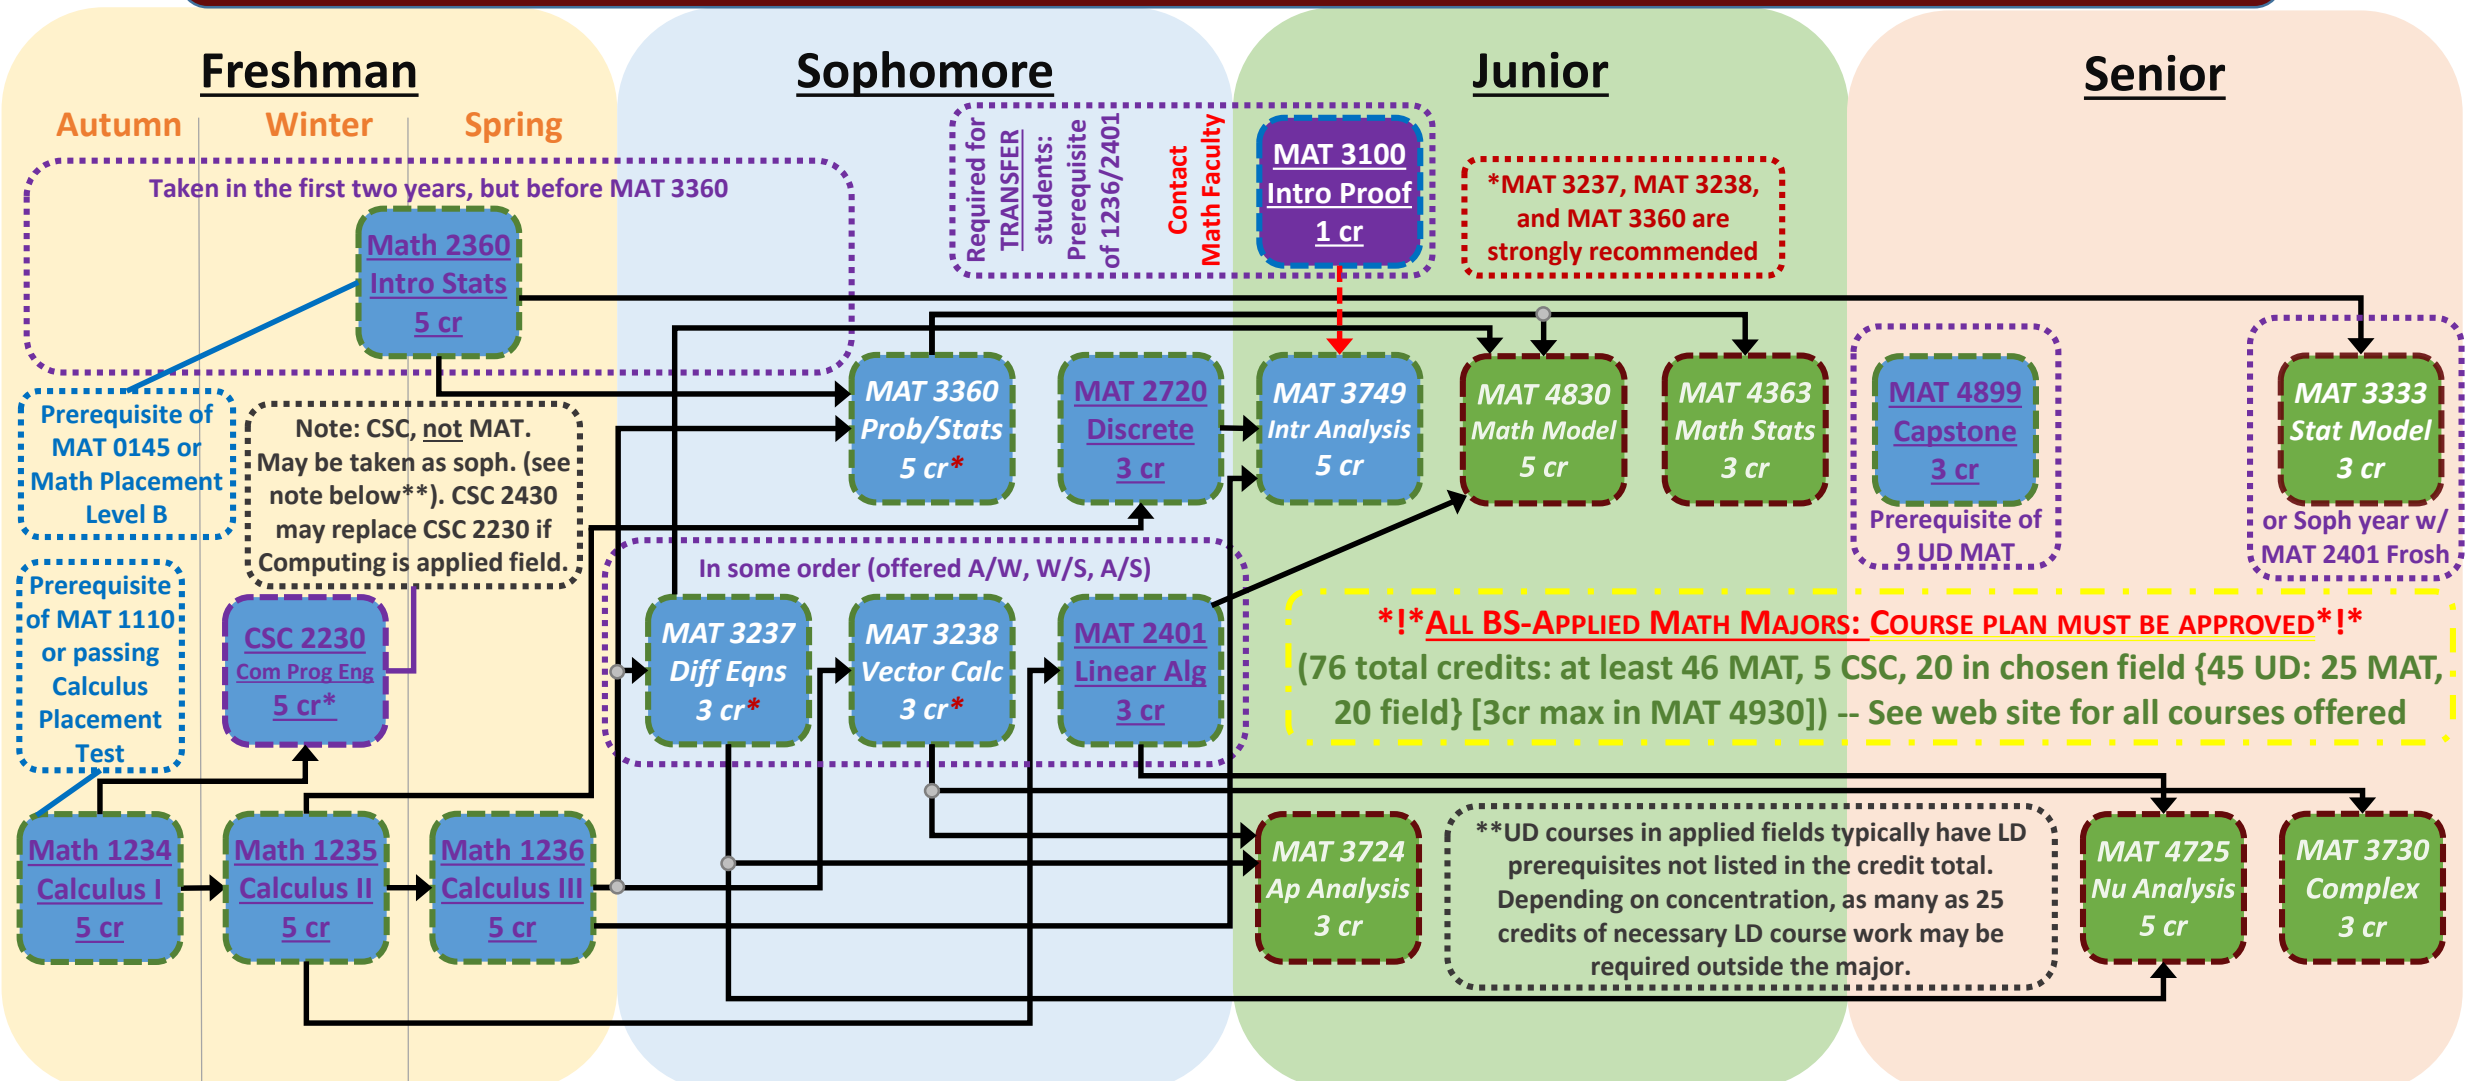 Freshman
Sophomore
Junior
Senior
Autumn
Winter
Spring
Taken in the first two years, but before MAT 3360
Math 2360
Intro Stats
5 cr
Required for
TRANSFER
students:
Prerequisite
of 1236/2401
Contact
Math Faculty
MAT 3100
Intro Proof
1 cr
*MAT 3237, MAT 3238,
and MAT 3360 are
strongly recommended
Prerequisite of
MAT 0145 or
Math Placement
Level B
Note: CSC, not MAT.
May be taken as soph. (see
note below**). CSC 2430
may replace CSC 2230 if
Computing is applied field.
MAT 3360
Prob/Stats
5 cr*
MAT 2720
Discrete
3 cr
MAT 3749
Intr Analysis
5 cr
MAT 4830
Math Model
5 cr
MAT 4363
Math Stats
3 cr
MAT 4899
Capstone
3 cr
Prerequisite of
9 UD MAT
MAT 3333
Stat Model
3 cr
or Soph year w/
MAT 2401 Frosh
Prerequisite
of MAT 1110
or passing
Calculus
Placement
Test
CSC 2230
Com Prog Eng
5 cr*
In some order (offered A/W, W/S, A/S)
MAT 3237
Diff Eqns
3 cr*
MAT 3238
Vector Calc
3 cr*
MAT 2401
Linear Alg
3 cr
*!*ALL BS-APPLIED MATH MAJORS: COURSE PLAN MUST BE APPROVED*!*
(76 total credits: at least 46 MAT, 5 CSC, 20 in chosen field {45 UD: 25 MAT,
20 field} [3cr max in MAT 4930]) -- See web site for all courses offered
Math 1234
Calculus I
5 cr
Math 1235
Calculus II
5 cr
Math 1236
Calculus III
5 cr
MAT 3724
Ap Analysis
3 cr
**UD courses in applied fields typically have LD
prerequisites not listed in the credit total.
Depending on concentration, as many as 25
credits of necessary LD course work may be
required outside the major.
MAT 4725
Nu Analysis
5 cr
MAT 3730
Complex
3 cr